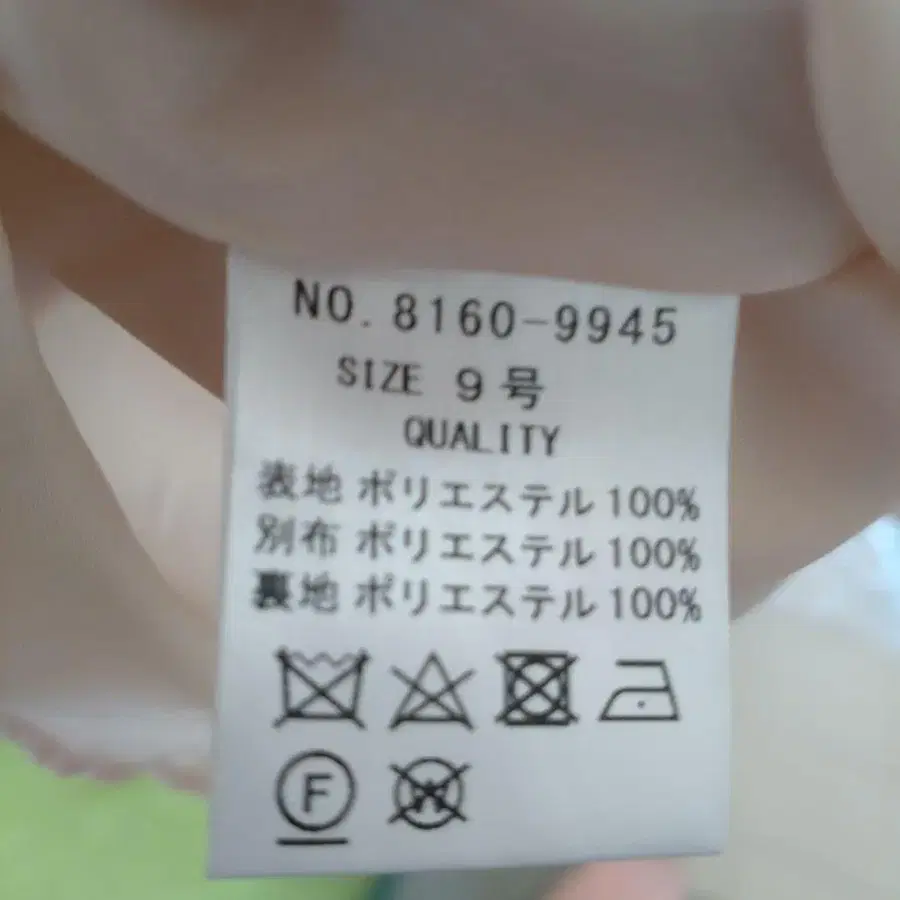 NO. 8160-9945
SIZE 9号
QUALITY
表地 ポリエステル 100%
別布 ポリエステル 100%
裏地 ポリエステル 100%
F
W